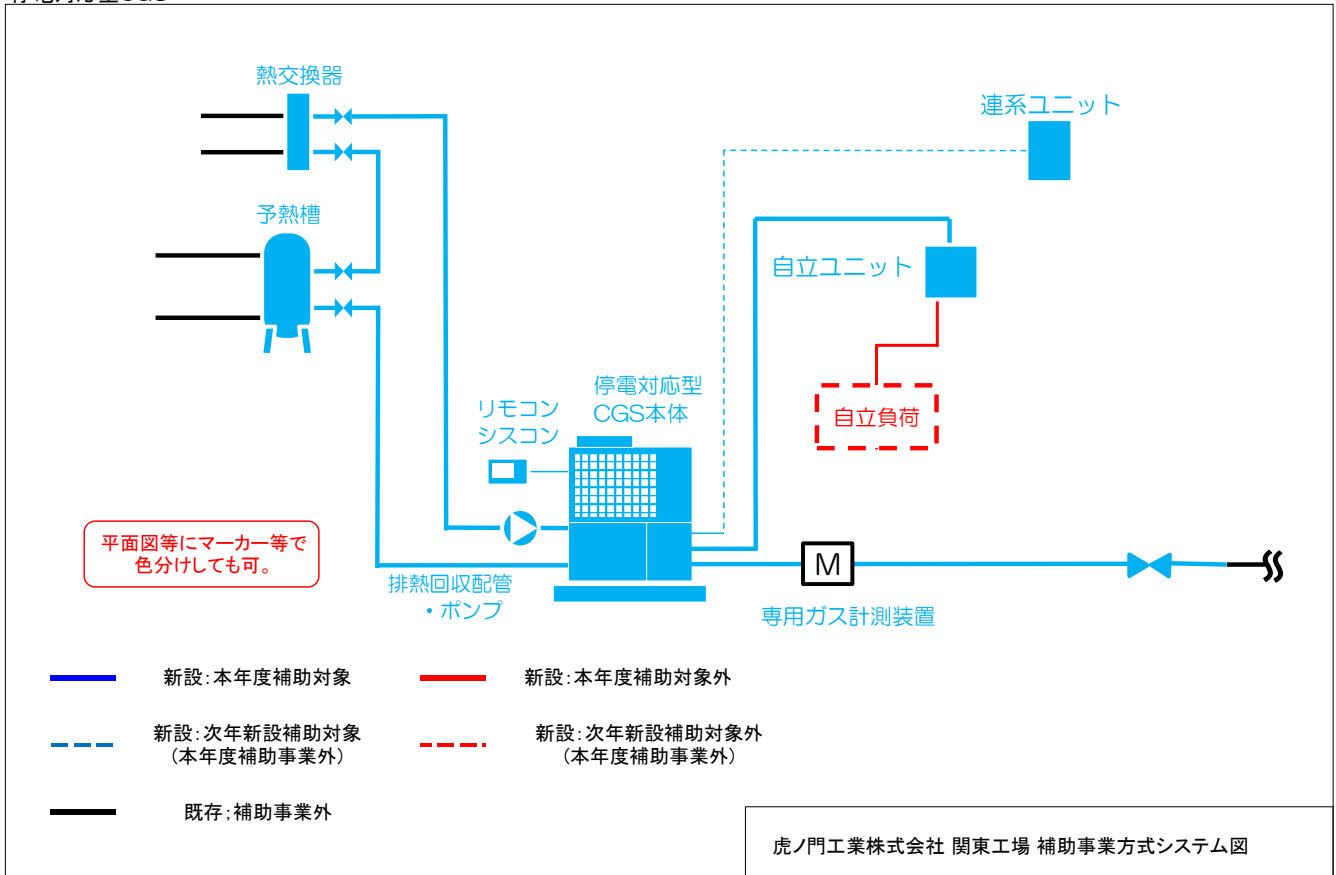 熱交換器
連系ユニット
予熱槽
自立ユニット
停電対応型
CGS本体
リモコン
シスコン
自立負荷
平面図等にマーカー等で
色分けしても可。
M
排熱回収配管
・ポンプ
専用ガス計測装置
新設:本年度補助対象
新設:本年度補助対象外
新設:次年新設補助対象
(本年度補助事業外)
新設:次年新設補助対象外
(本年度補助事業外)
既存;補助事業外
虎ノ門工業株式会社 関東工場 補助事業方式システム図